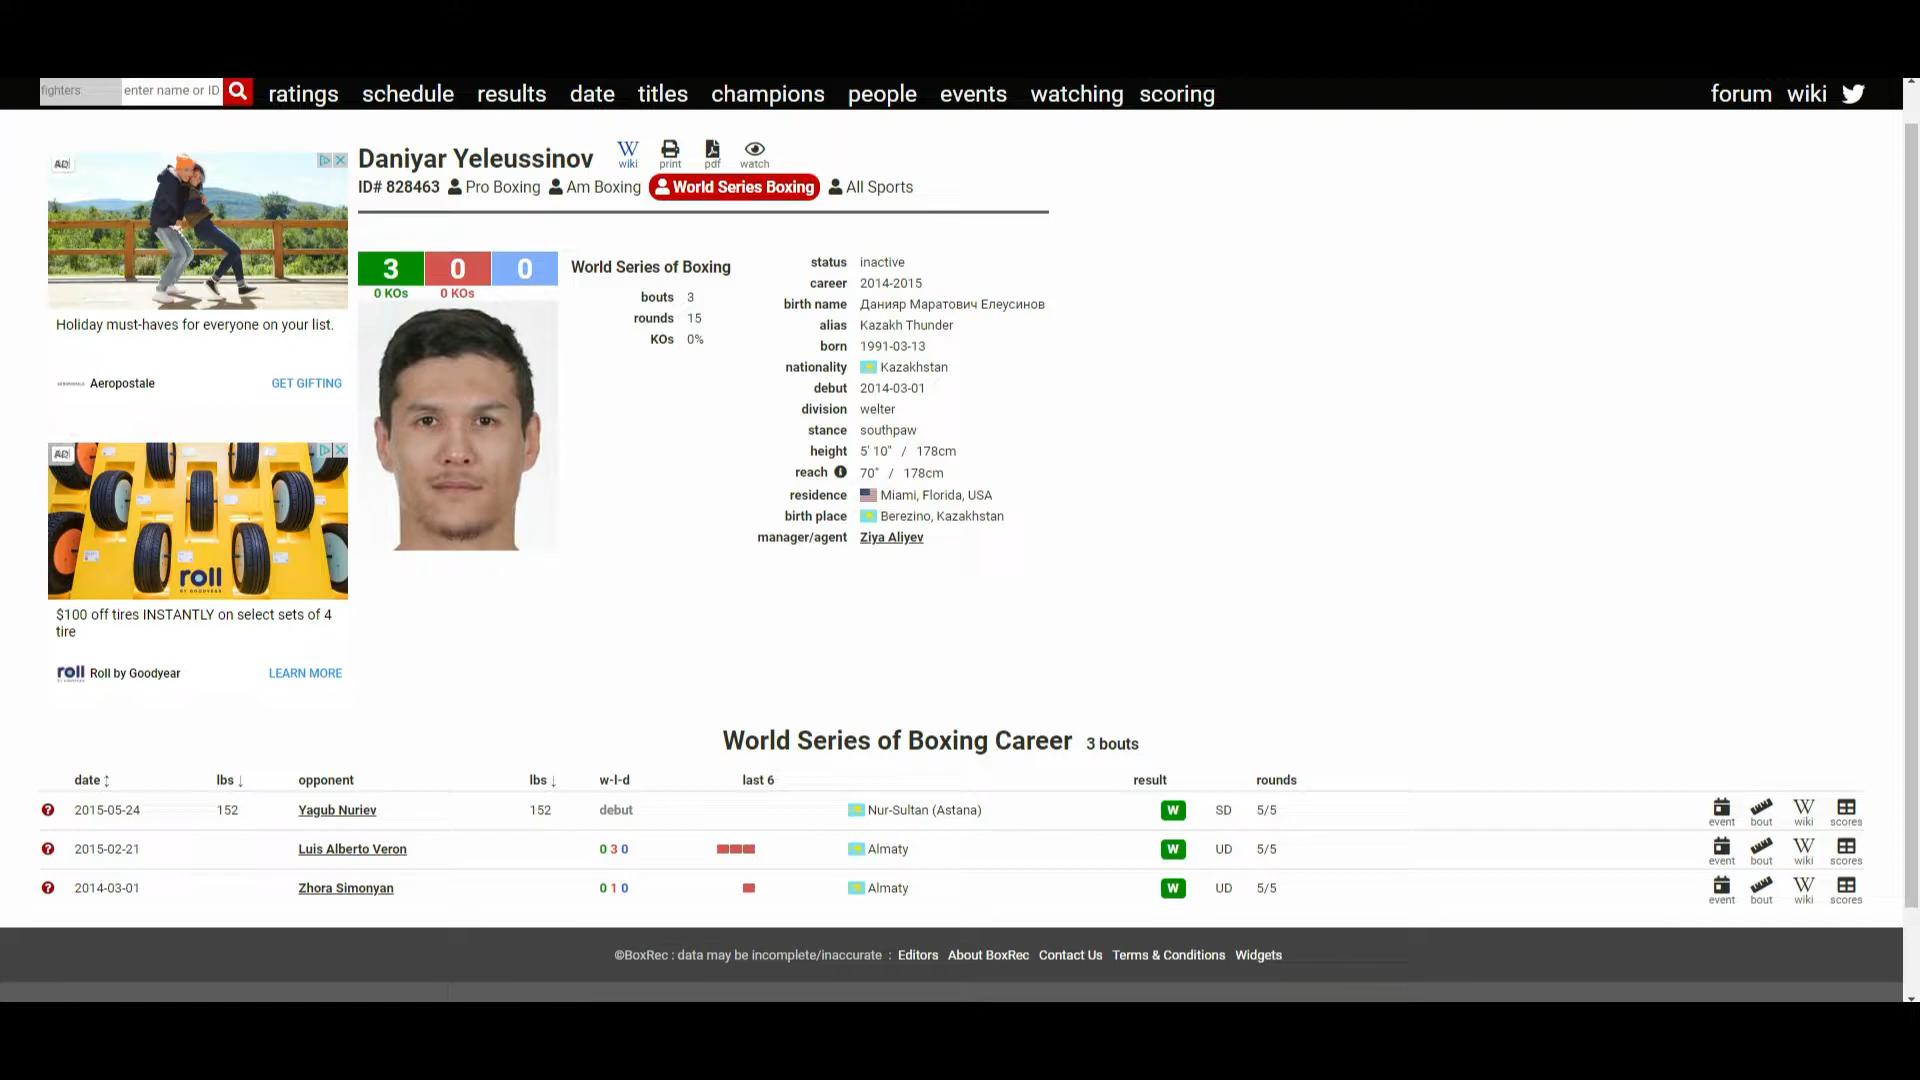 fighters enter name or ID ratings schedule results date titles champions people events watching scoring forum wiki
Daniyar Yeleussinov W wiki print pdf watch
ID# 828463 Pro Boxing Am Boxing World Series Boxing All Sports
AD
Holiday must-haves for everyone on your list.
Aeropostale GET GIFTING
AD
roll
BY GOODYEAR
$100 off tires INSTANTLY on select sets of 4
tire
roll Roll by Goodyear LEARN MORE
3 0 0
0 KOs 0 KOs
World Series of Boxing
bouts 3
rounds 15
KOs 0%
status inactive
career 2014-2015
birth name Данияр Маратович Елеусинов
alias Kazakh Thunder
born 1991-03-13
nationality Kazakhstan
debut 2014-03-01
division welter
stance southpaw
height 5' 10" / 178cm
reach 70" / 178cm
residence Miami, Florida, USA
birth place Berezino, Kazakhstan
manager/agent Ziya Aliyev
World Series of Boxing Career 3 bouts
date lbs opponent lbs w-l-d last 6 result rounds
? 2015-05-24 152 Yagub Nuriev 152 debut Nur-Sultan (Astana) W SD 5/5 event bout W wiki scores
? 2015-02-21 Luis Alberto Veron 0 3 0 Almaty W UD 5/5 event bout W wiki scores
? 2014-03-01 Zhora Simonyan 0 1 0 Almaty W UD 5/5 event bout W wiki scores
©BoxRec : data may be incomplete/inaccurate : Editors About BoxRec Contact Us Terms & Conditions Widgets